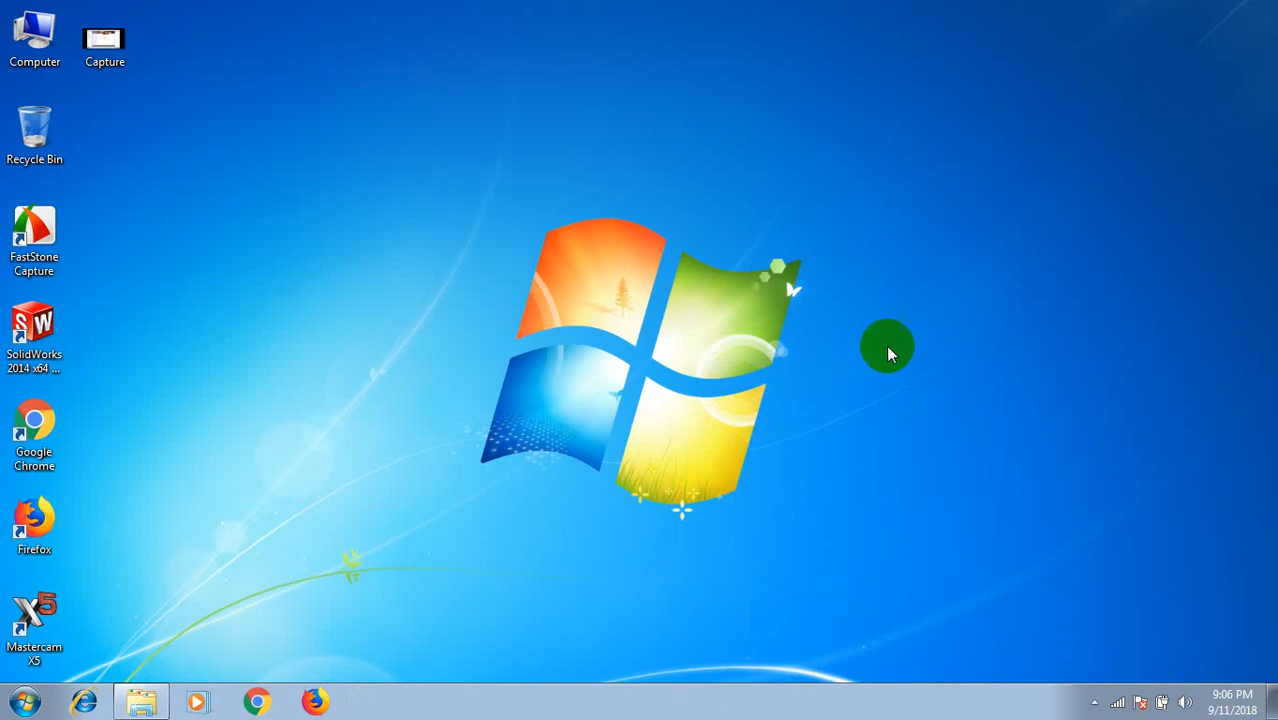 Computer
Capture
Recycle Bin
FastStone
Capture
SolidWorks
2014 x64 ...
Google
Chrome
Firefox
Mastercam
X5
9:06 PM
9/11/2018